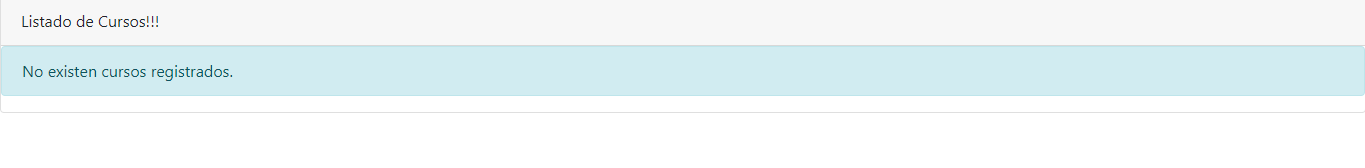 Listado de Cursos!!!
No existen cursos registrados.